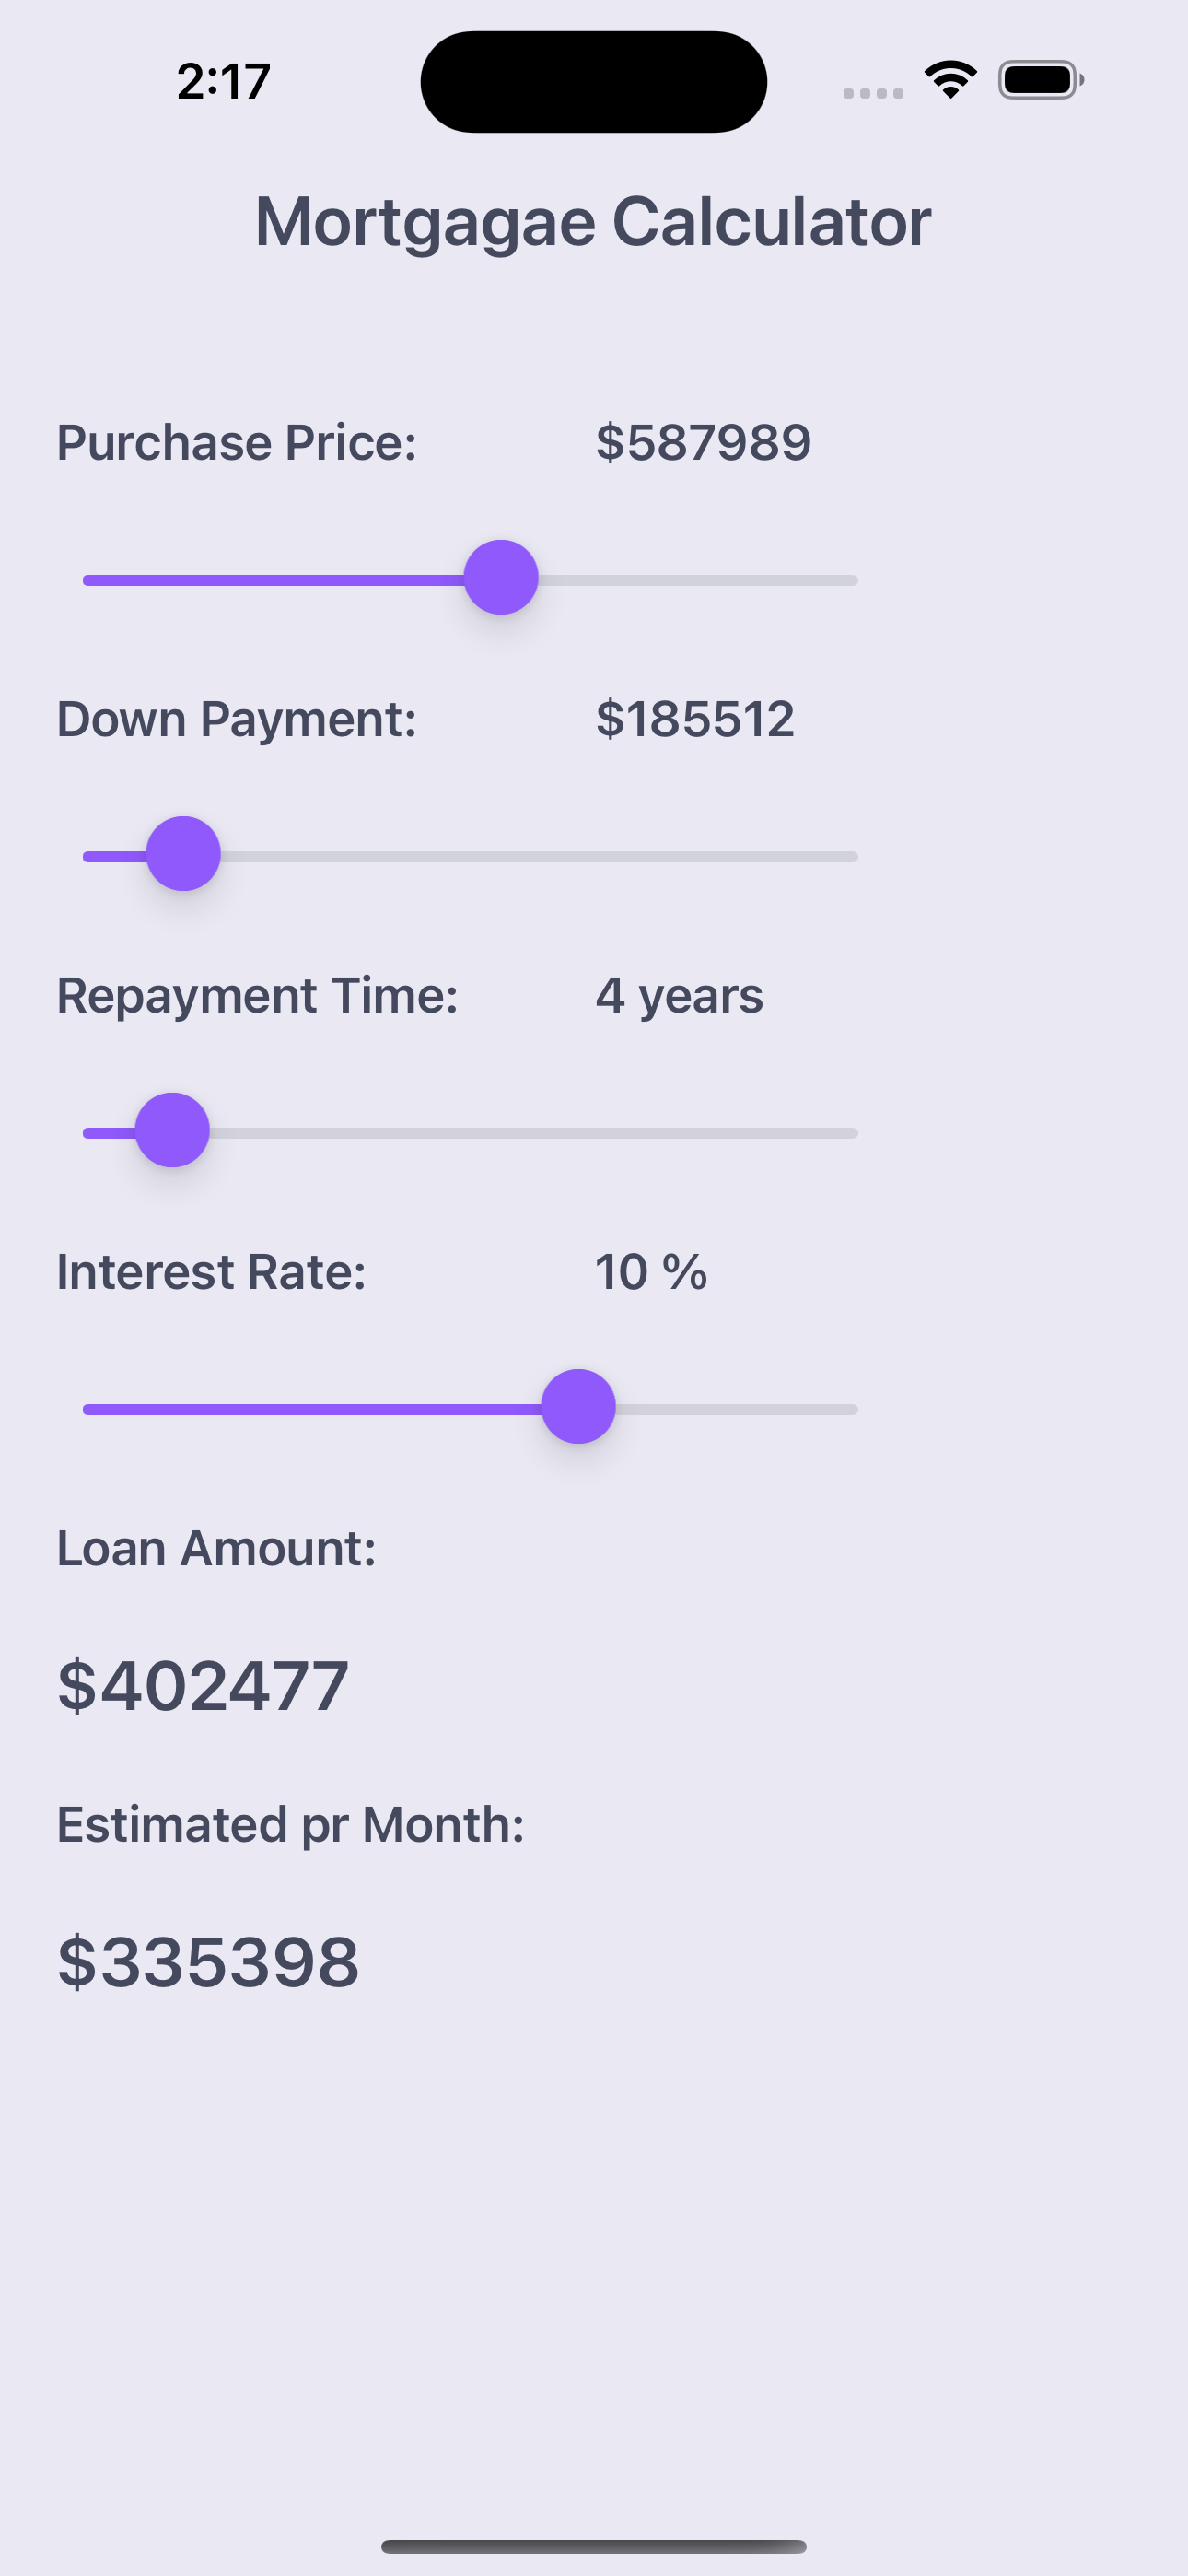 2:17
Mortgagae Calculator
Purchase Price: $587989
Down Payment: $185512
Repayment Time: 4 years
Interest Rate: 10 %
Loan Amount:
$402477
Estimated pr Month:
$335398